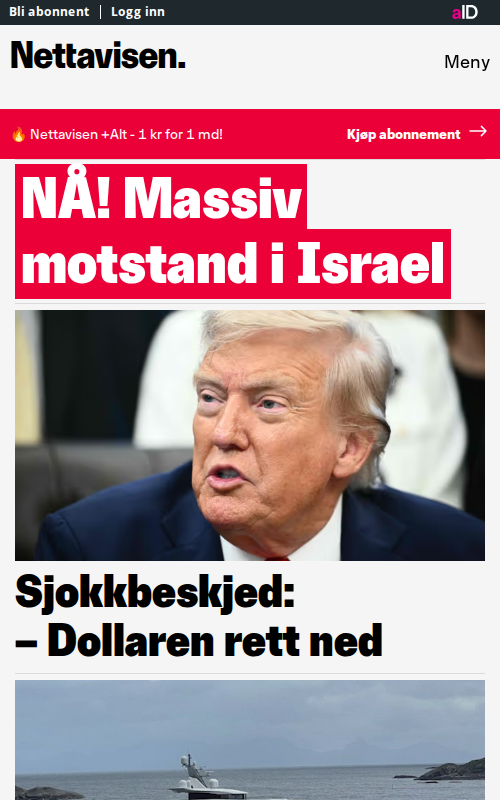 Bli abonnent | Logg inn
aID
Nettavisen.
Meny
🔥 Nettavisen +Alt - 1 kr for 1 md!
Kjøp abonnement →
NÅ! Massiv
motstand i Israel
Sjokkbeskjed:
– Dollaren rett ned